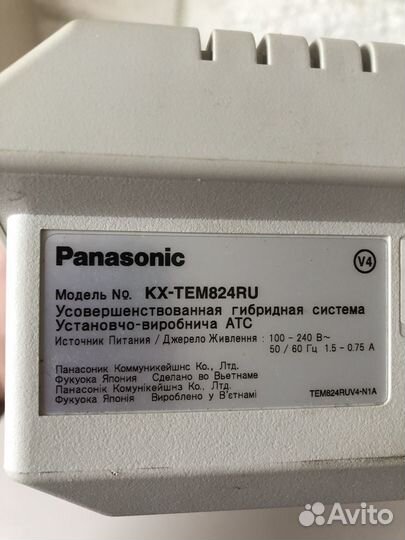 Panasonic
V4
Модель No. KX-TEM824RU
Усовершенствованная гибридная система
Установчо-виробнича АТС
Источник Питания / Джерело Живлення : 100 - 240 В~
50 / 60 Гц 1.5 - 0.75 А
Панасоник Коммуникейшнс Ко., Лтд.
Фукуока Япония Сделано во Вьетнаме
Панасонік Комунікейшнз Ко., Лтд.
Фукуока Японія Вироблено у В'єтнамі
TEM824RUV4-N1A
Avito